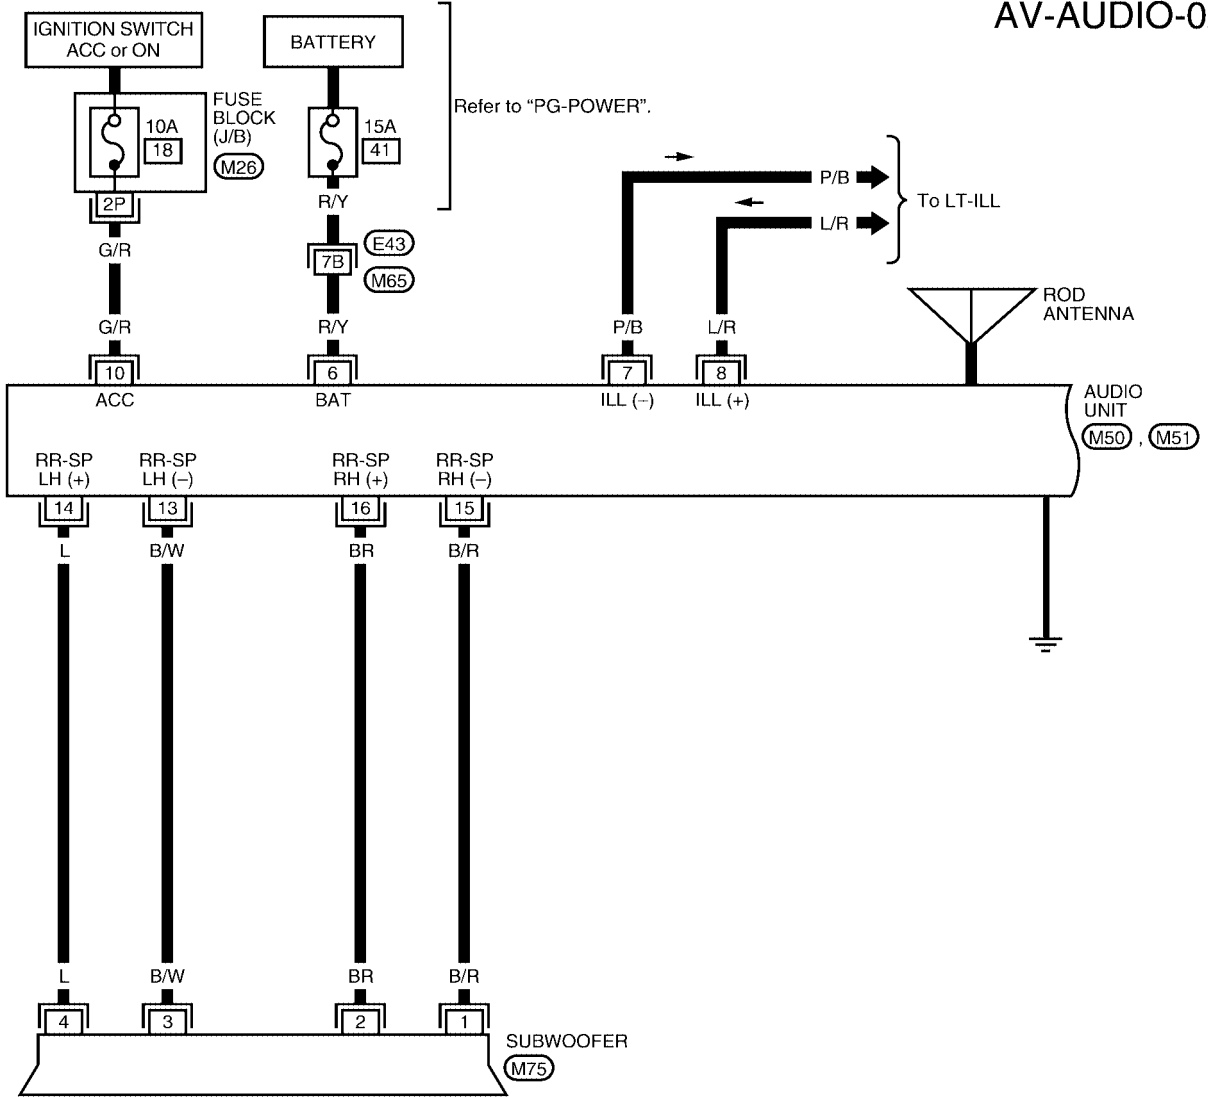 AV-AUDIO-0
IGNITION SWITCH
ACC or ON
BATTERY
FUSE
BLOCK
(J/B)
M26
10A
18
15A
41
Refer to “PG-POWER”.
2P
R/Y
G/R
E43
7B
M65
P/B
L/R
To LT-ILL
G/R
R/Y
P/B
L/R
ROD
ANTENNA
10
6
7
8
ACC
BAT
ILL (–)
ILL (+)
AUDIO
UNIT
M50 , M51
RR-SP
LH (+)
RR-SP
LH (–)
RR-SP
RH (+)
RR-SP
RH (–)
14
13
16
15
L
B/W
BR
B/R
L
B/W
BR
B/R
4
3
2
1
SUBWOOFER
M75